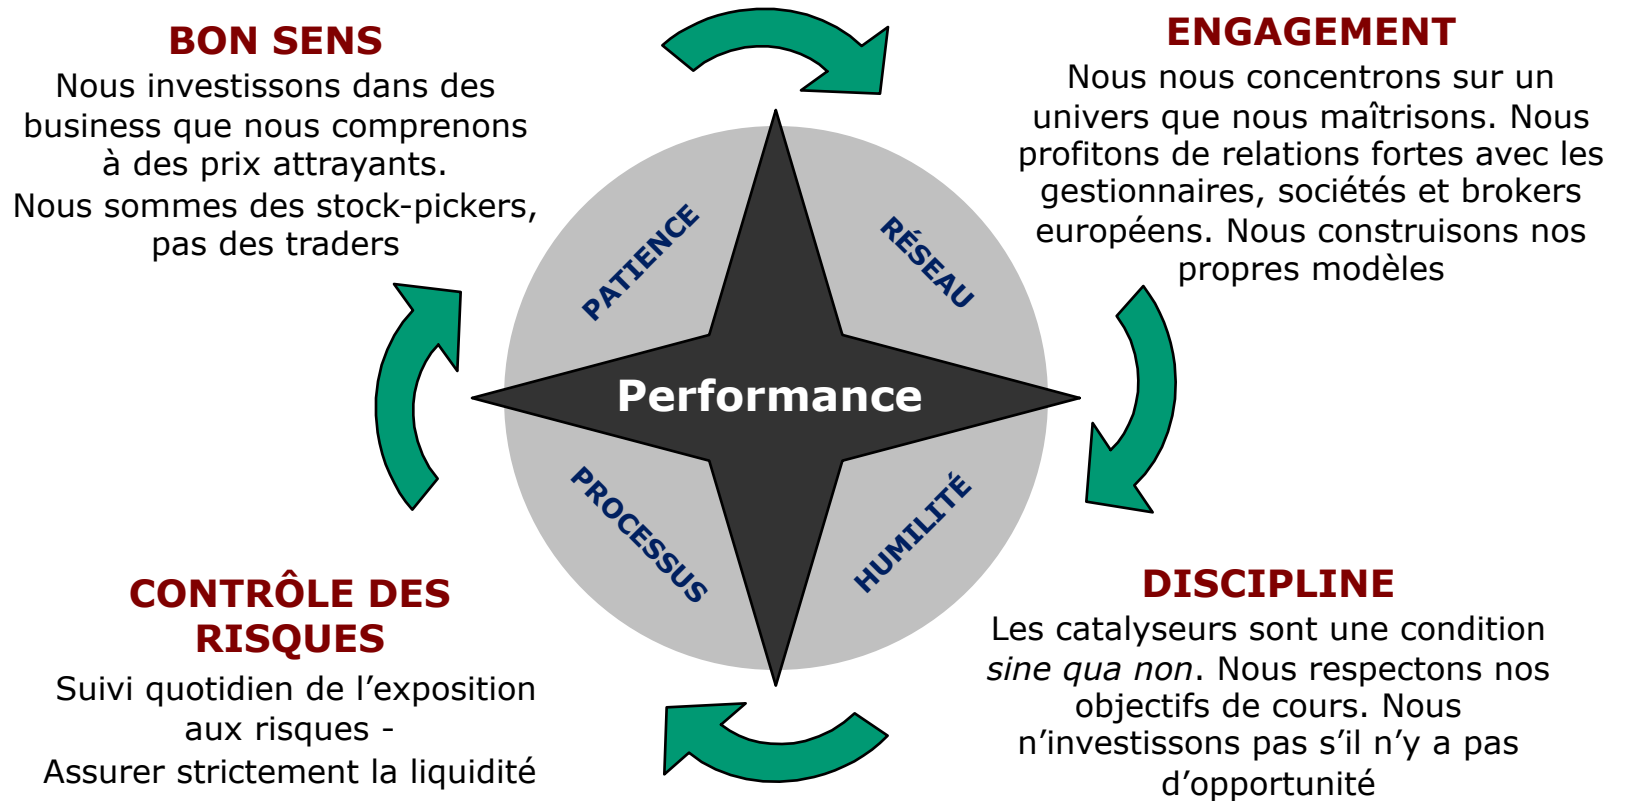 BON SENS
Nous investissons dans des
business que nous comprenons
à des prix attrayants.
Nous sommes des stock-pickers,
pas des traders
ENGAGEMENT
Nous nous concentrons sur un
univers que nous maîtrisons. Nous
profitons de relations fortes avec les
gestionnaires, sociétés et brokers
européens. Nous construisons nos
propres modèles
PATIENCE
RÉSEAU
Performance
PROCESSUS
HUMILITÉ
CONTRÔLE DES
RISQUES
Suivi quotidien de l’exposition
aux risques -
Assurer strictement la liquidité
DISCIPLINE
Les catalyseurs sont une condition
sine qua non. Nous respectons nos
objectifs de cours. Nous
n’investissons pas s’il n’y a pas
d’opportunité